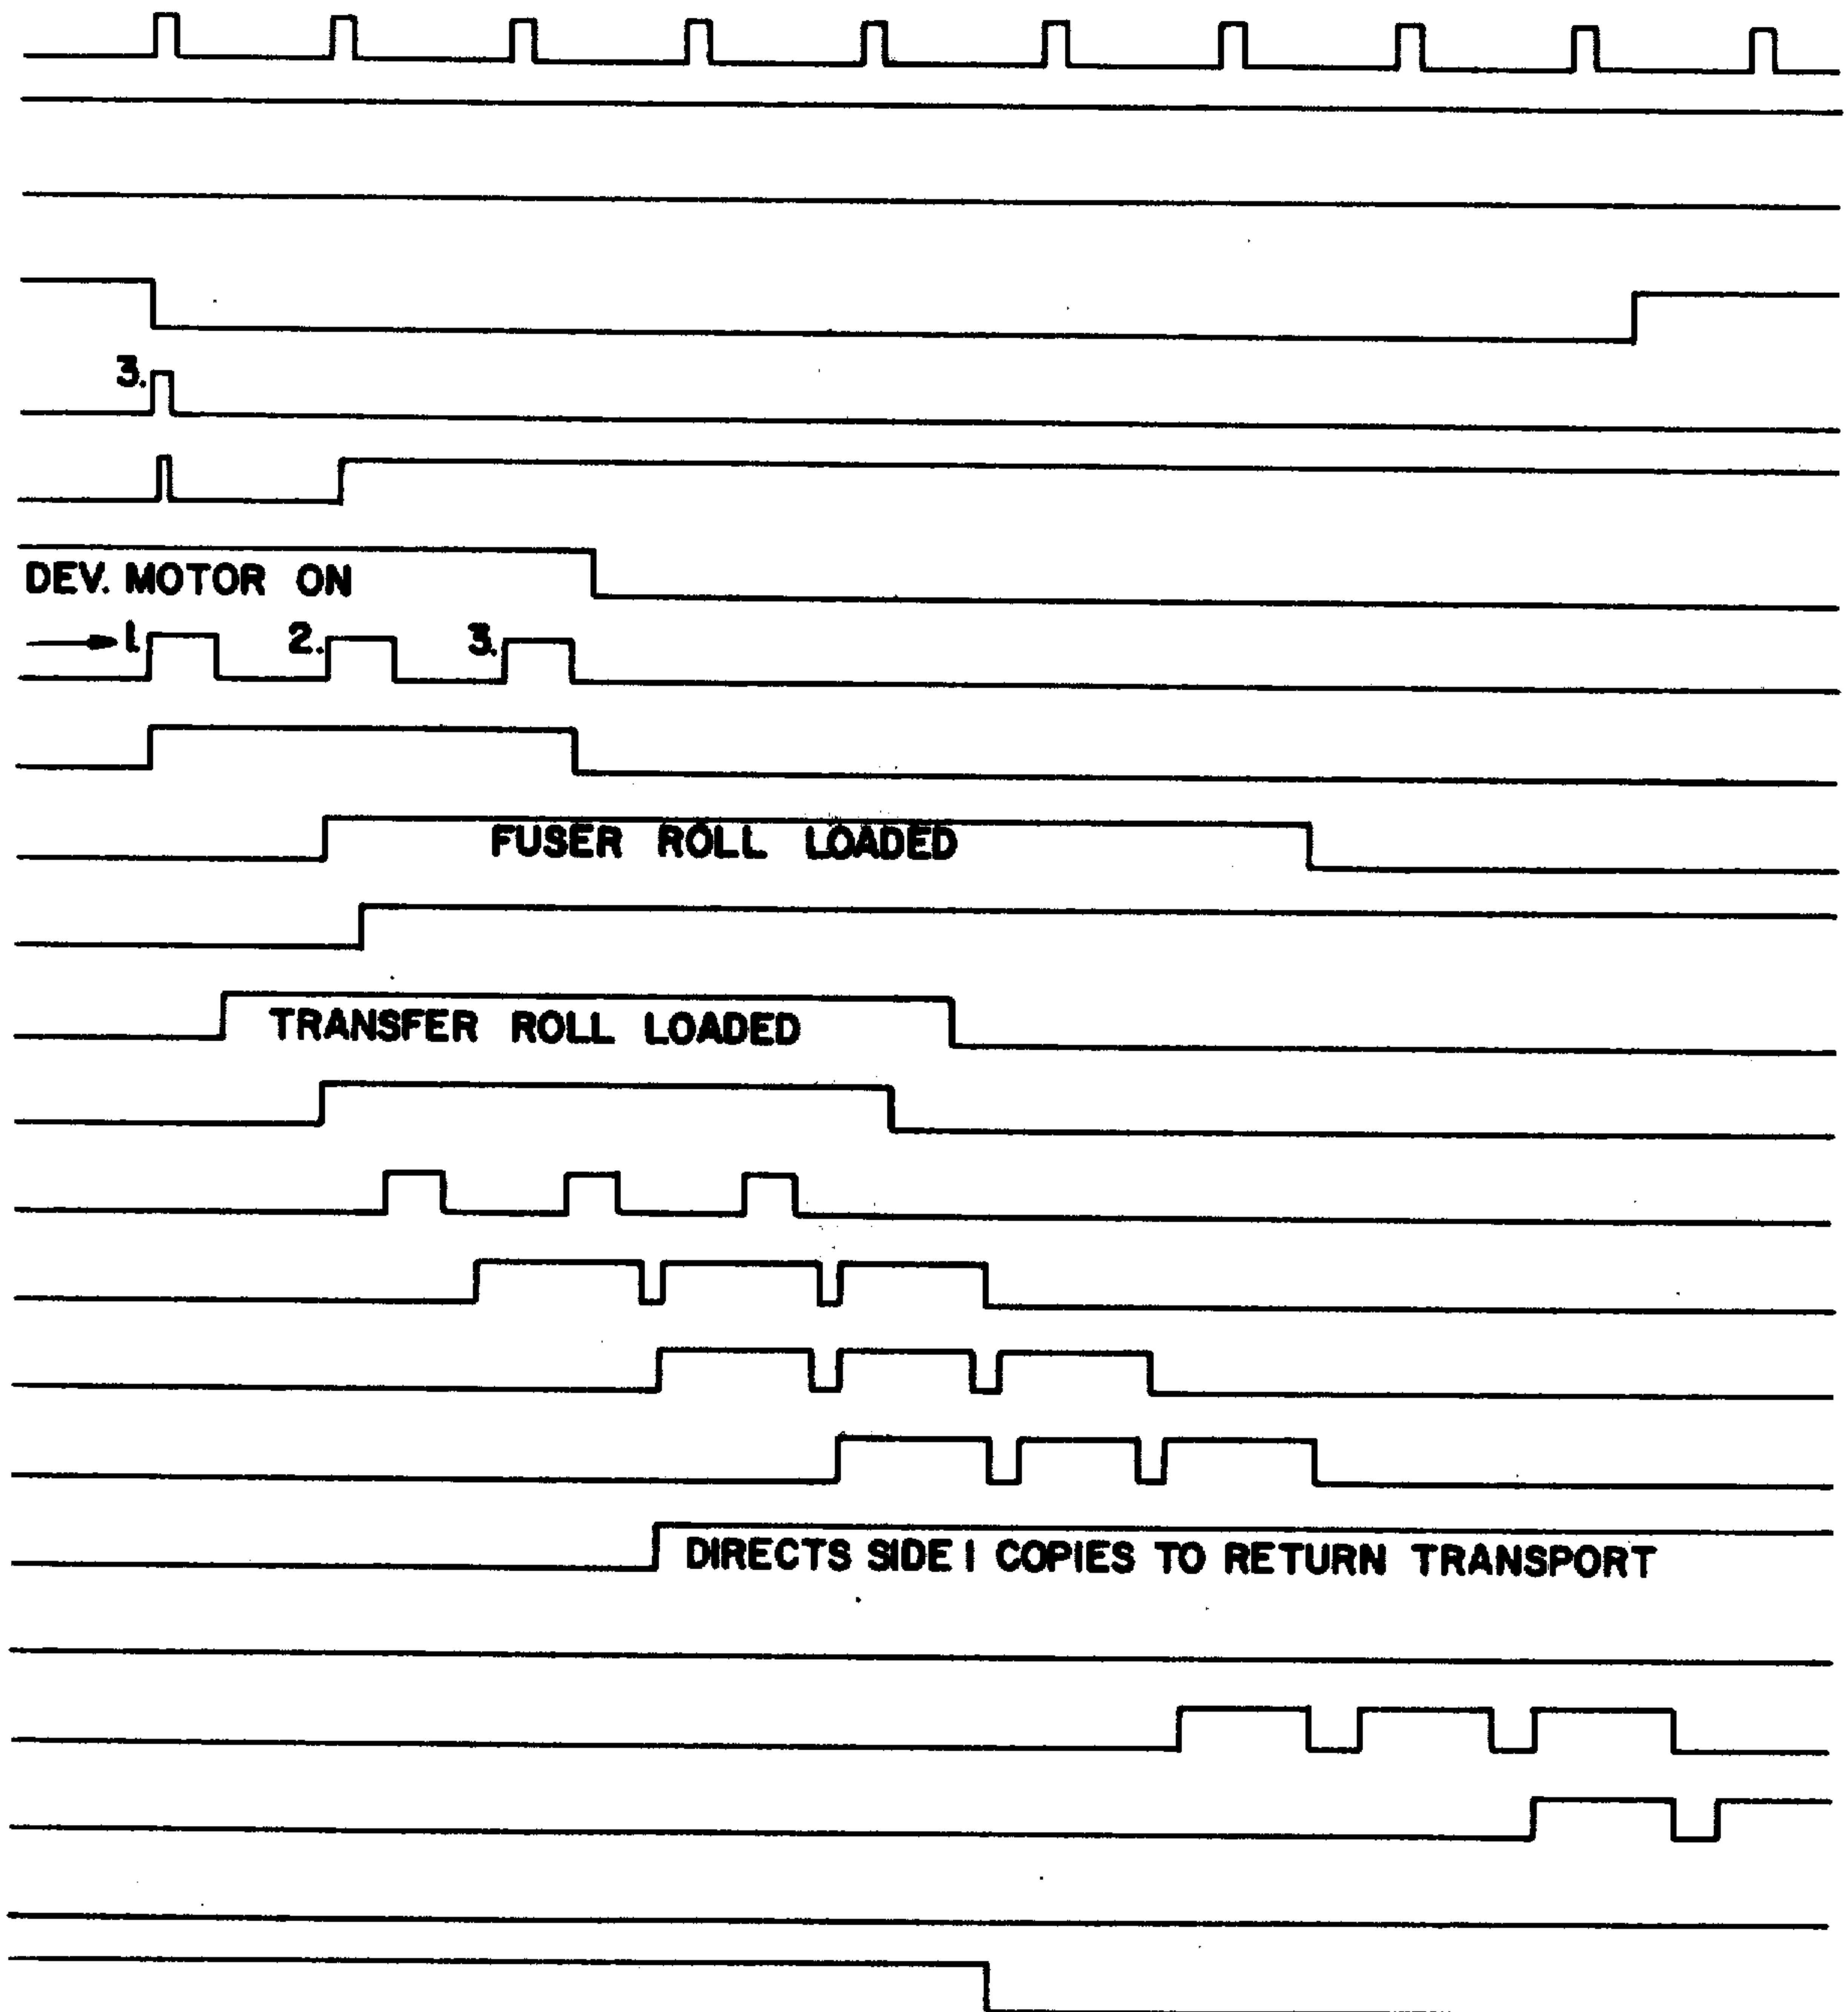 3.
DEV. MOTOR ON
1. 2. 3.
FUSER ROLL LOADED
TRANSFER ROLL LOADED
DIRECTS SIDE 1 COPIES TO RETURN TRANSPORT